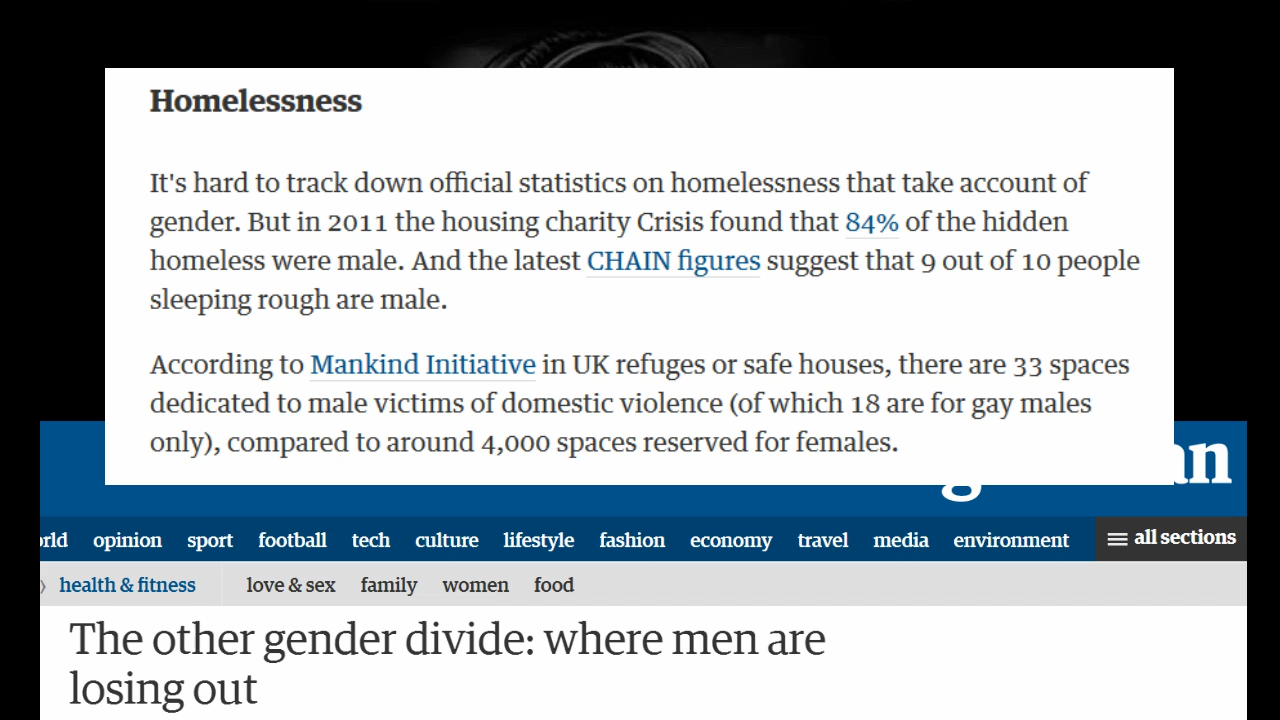 Homelessness
It's hard to track down official statistics on homelessness that take account of
gender. But in 2011 the housing charity Crisis found that 84% of the hidden
homeless were male. And the latest CHAIN figures suggest that 9 out of 10 people
sleeping rough are male.
According to Mankind Initiative in UK refuges or safe houses, there are 33 spaces
dedicated to male victims of domestic violence (of which 18 are for gay males
only), compared to around 4,000 spaces reserved for females.
an
rld opinion sport football tech culture lifestyle fashion economy travel media environment all sections
health & fitness love & sex family women food
The other gender divide: where men are
losing out